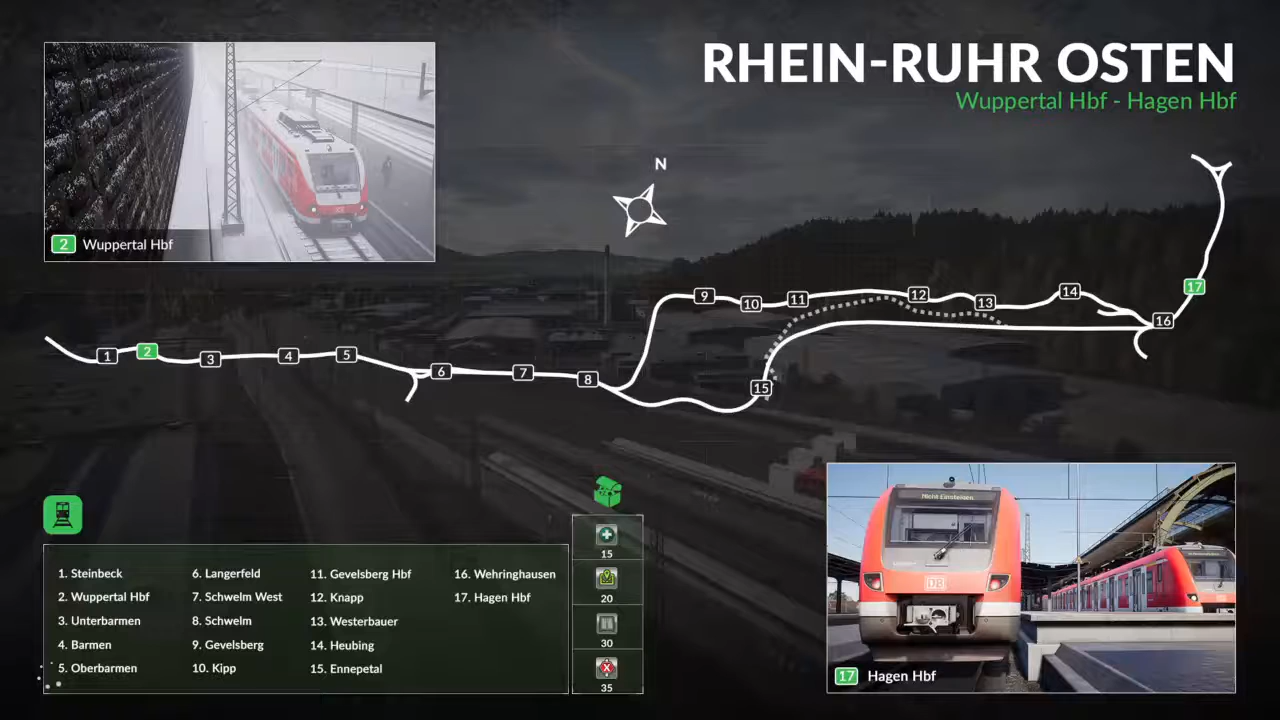 RHEIN-RUHR OSTEN
Wuppertal Hbf - Hagen Hbf
2 Wuppertal Hbf
N
1
2
3
4
5
6
7
8
9
10
11
12
13
14
15
16
17
1. Steinbeck
2. Wuppertal Hbf
3. Unterbarmen
4. Barmen
5. Oberbarmen
6. Langerfeld
7. Schwelm West
8. Schwelm
9. Gevelsberg
10. Kipp
11. Gevelsberg Hbf
12. Knapp
13. Westerbauer
14. Heubing
15. Ennepetal
16. Wehringhausen
17. Hagen Hbf
15
20
30
35
Nicht Einsteigen
DB
17 Hagen Hbf